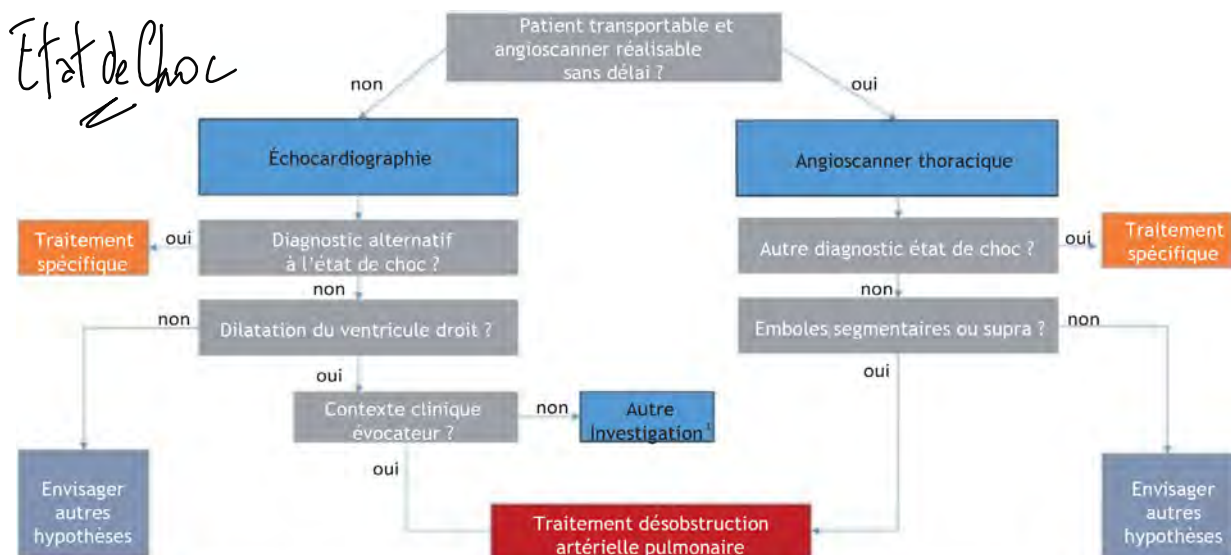 Etat de Choc
Patient transportable et
angioscanner réalisable
sans délai ?
non
oui
Échocardiographie
Angioscanner thoracique
Traitement
spécifique
oui
Diagnostic alternatif
à l'état de choc ?
Autre diagnostic état de choc ?
oui
Traitement
spécifique
non
non
non
Dilatation du ventricule droit ?
Emboles segmentaires ou supra ?
non
oui
oui
Contexte clinique
évocateur ?
non
Autre
Investigation¹
oui
Envisager
autres
hypothèses
Traitement désobstruction
artérielle pulmonaire
Envisager
autres
hypothèses